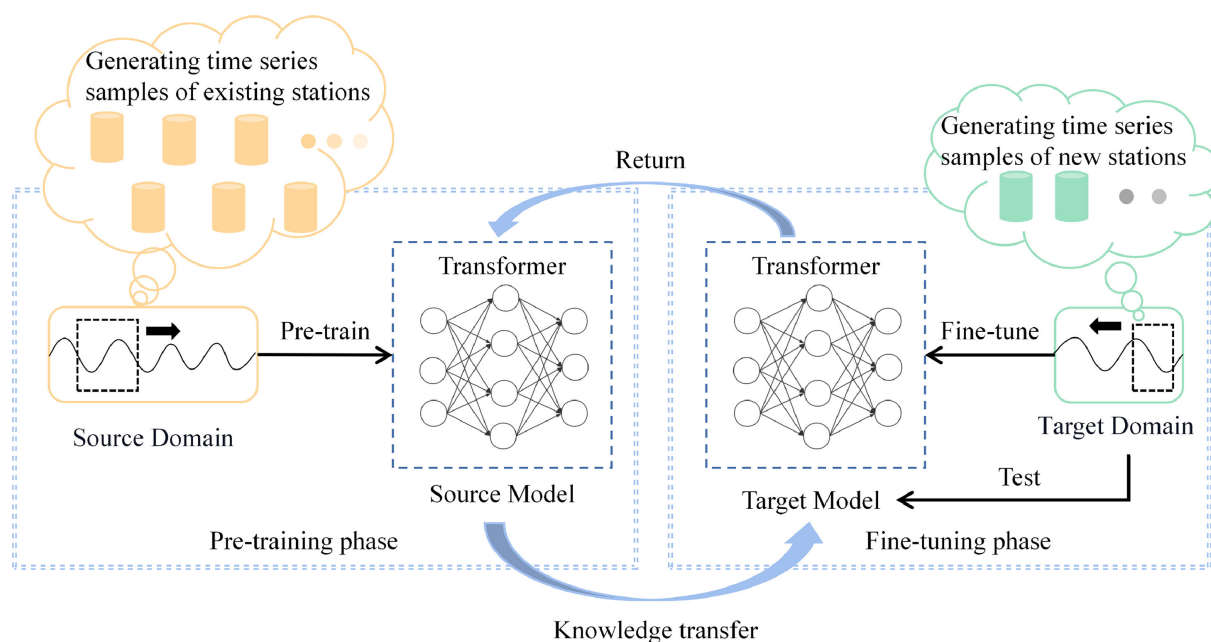 Generating time series
samples of existing stations
Generating time series
samples of new stations
Return
Transformer
Transformer
Pre-train
Fine-tune
Source Domain
Target Domain
Test
Source Model
Target Model
Pre-training phase
Fine-tuning phase
Knowledge transfer